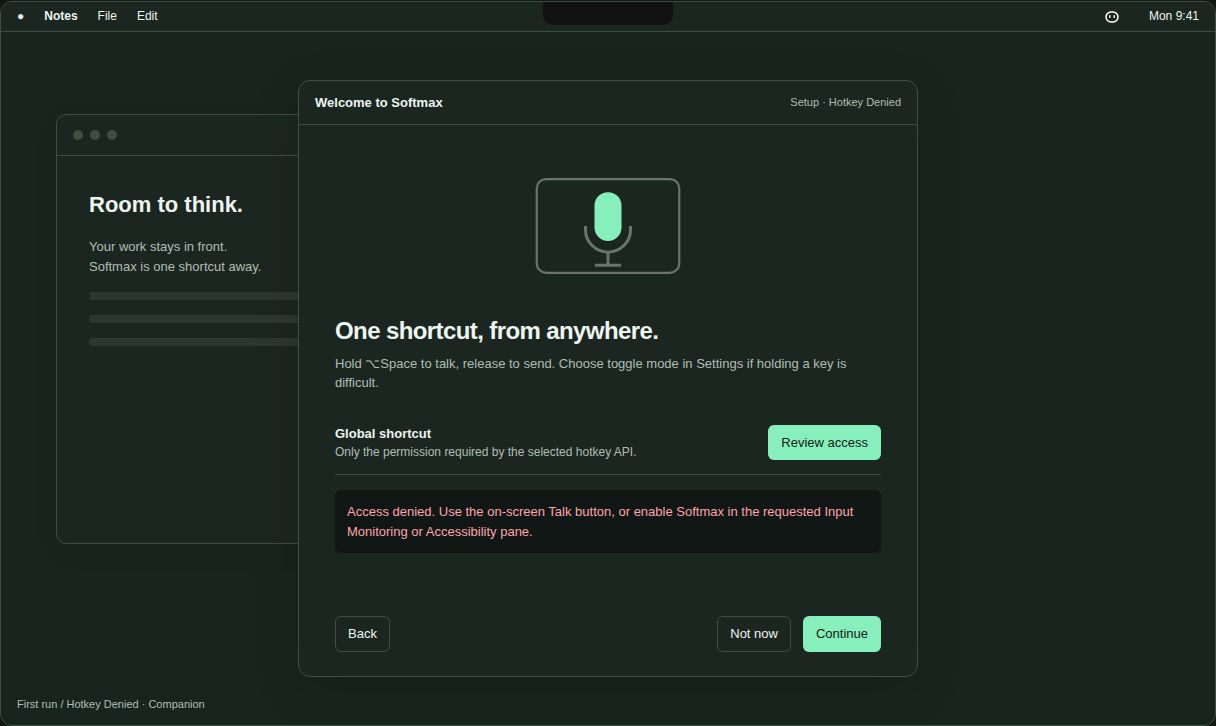 Notes File Edit
Mon 9:41
Welcome to Softmax
Setup · Hotkey Denied
Room to think.
Your work stays in front.
Softmax is one shortcut away.
One shortcut, from anywhere.
Hold ⌥Space to talk, release to send. Choose toggle mode in Settings if holding a key is
difficult.
Global shortcut
Only the permission required by the selected hotkey API.
Review access
Access denied. Use the on-screen Talk button, or enable Softmax in the requested Input
Monitoring or Accessibility pane.
Back
Not now
Continue
First run / Hotkey Denied · Companion